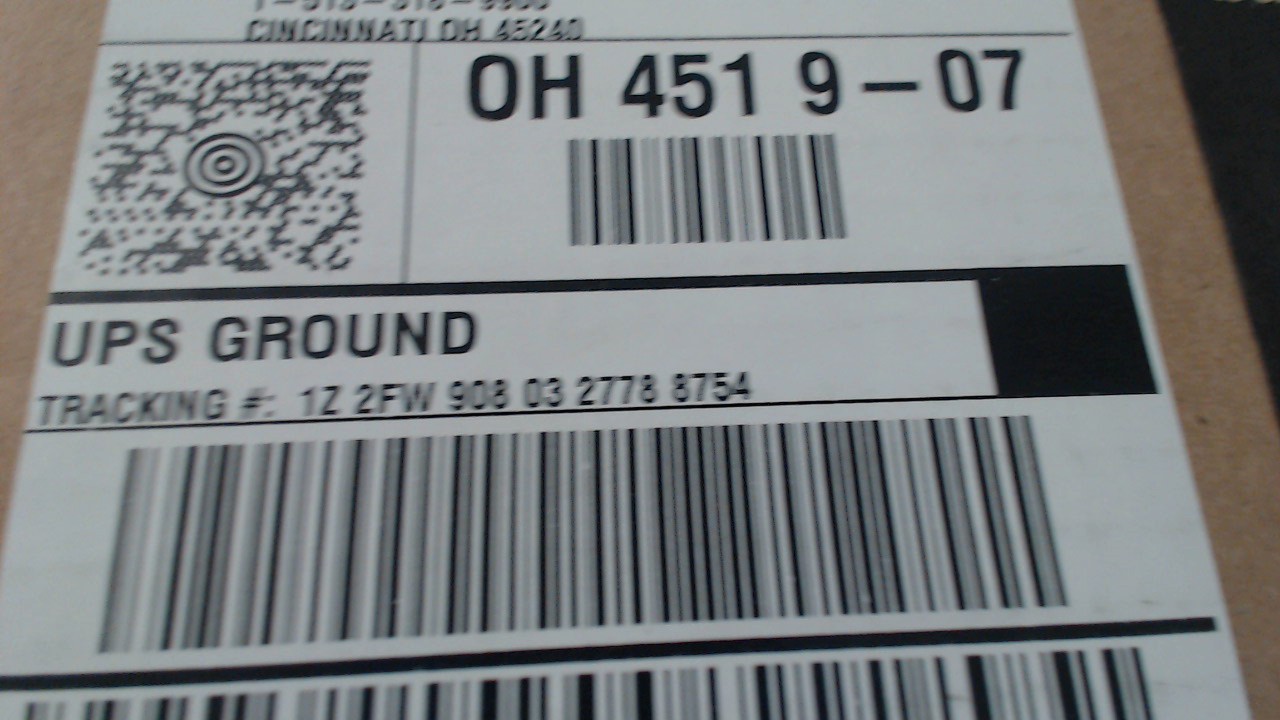 CINCINNATI OH 45240
OH 451 9-07
UPS GROUND
TRACKING #: 1Z 2FW 908 03 2778 8754